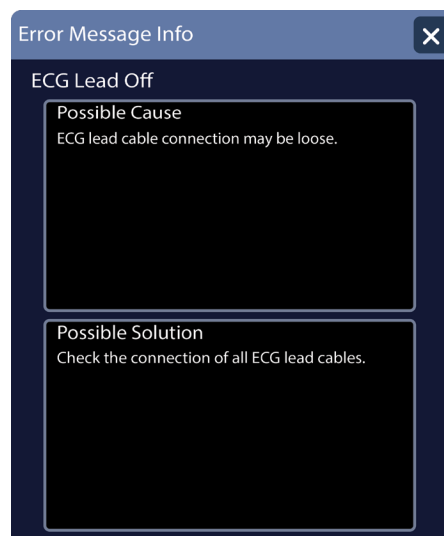 Error Message Info
ECG Lead Off
Possible Cause
ECG lead cable connection may be loose.
Possible Solution
Check the connection of all ECG lead cables.